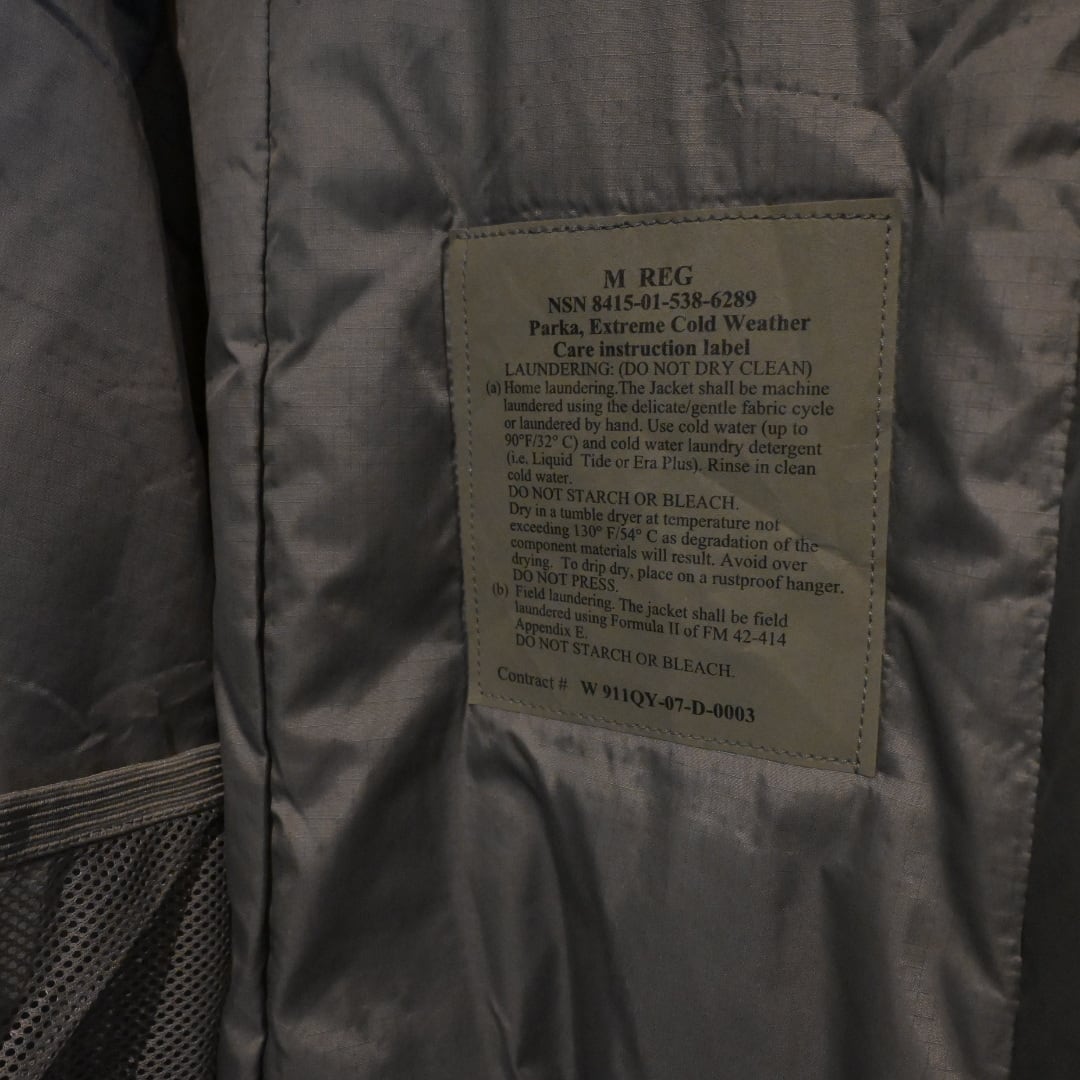 M REG
NSN 8415-01-538-6289
Parka, Extreme Cold Weather
Care instruction label
LAUNDERING: (DO NOT DRY CLEAN)
(a) Home laundering.The Jacket shall be machine
laundered using the delicate/gentle fabric cycle
or laundered by hand. Use cold water (up to
90°F/32° C) and cold water laundry detergent
(i.e. Liquid Tide or Era Plus). Rinse in clean
cold water.
DO NOT STARCH OR BLEACH.
Dry in a tumble dryer at temperature not
exceeding 130° F/54° C as degradation of the
component materials will result. Avoid over
drying. To drip dry, place on a rustproof hanger.
DO NOT PRESS.
(b) Field laundering. The jacket shall be field
laundered using Formula II of FM 42-414
Appendix E.
DO NOT STARCH OR BLEACH.
Contract # W 911QY-07-D-0003